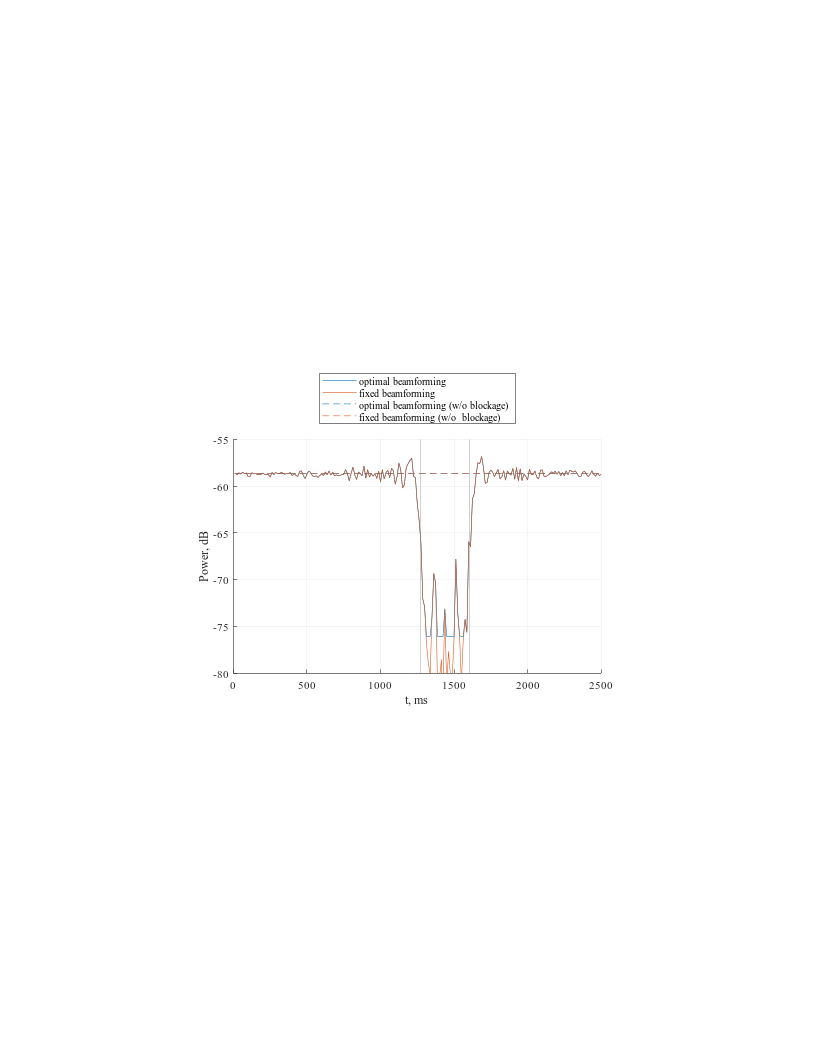 optimal beamforming
fixed beamforming
optimal beamforming (w/o blockage)
fixed beamforming (w/o  blockage)
-55
-60
-65
-70
-75
-80
Power, dB
0 500 1000 1500 2000 2500
t, ms